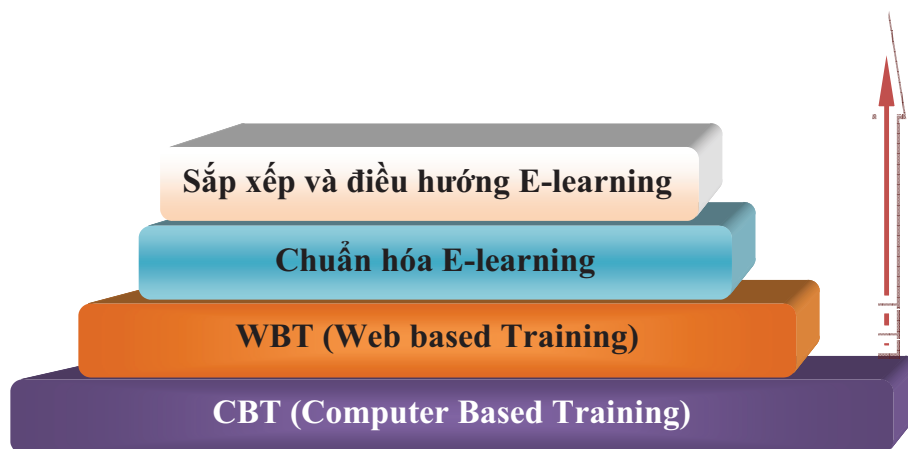 Sắp xếp và điều hướng E-learning
Chuẩn hóa E-learning
WBT (Web based Training)
CBT (Computer Based Training)